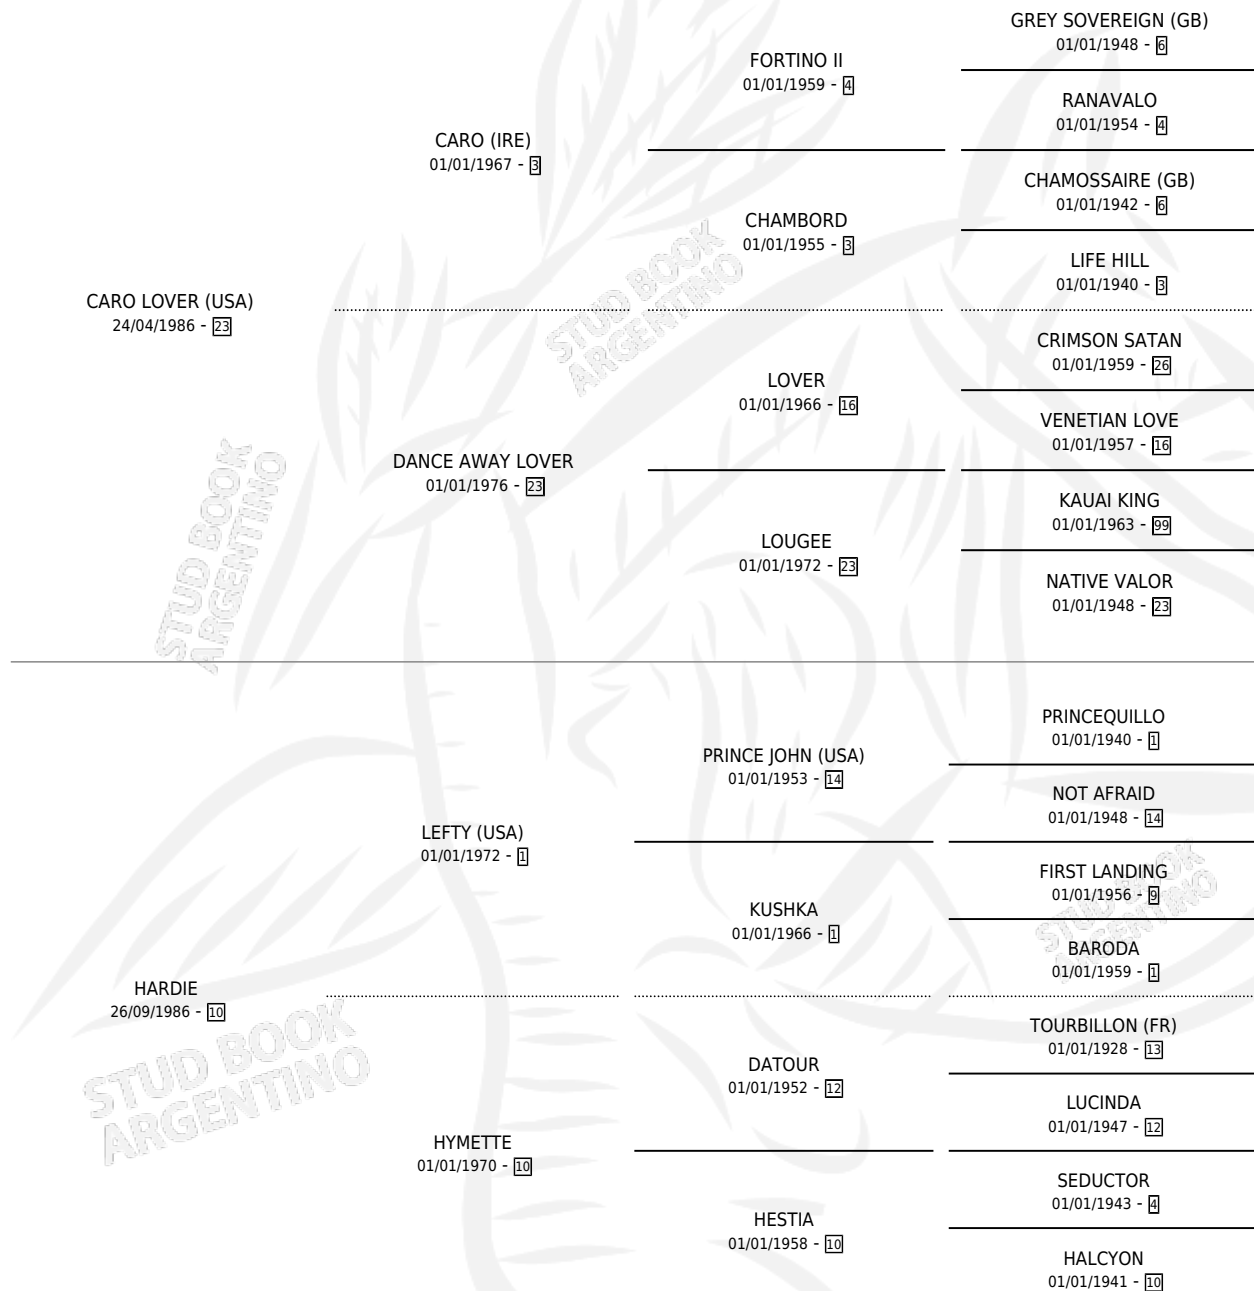 GREY SOVEREIGN (GB)
01/01/1948 - 6
FORTINO II
01/01/1959 - 4
RANAVALO
01/01/1954 - 4
CARO (IRE)
01/01/1967 - 3
CHAMOSSAIRE (GB)
01/01/1942 - 6
CHAMBORD
01/01/1955 - 3
LIFE HILL
01/01/1940 - 3
CARO LOVER (USA)
24/04/1986 - 23
STUD BOOK
ARGENTINO
CRIMSON SATAN
01/01/1959 - 26
LOVER
01/01/1966 - 16
VENETIAN LOVE
01/01/1957 - 16
DANCE AWAY LOVER
01/01/1976 - 23
KAUAI KING
01/01/1963 - 99
LOUGEE
01/01/1972 - 23
NATIVE VALOR
01/01/1948 - 23
STUD BOOK
ARGENTINO
PRINCEQUILLO
01/01/1940 - 1
PRINCE JOHN (USA)
01/01/1953 - 14
NOT AFRAID
01/01/1948 - 14
LEFTY (USA)
01/01/1972 - 1
FIRST LANDING
01/01/1956 - 9
KUSHKA
01/01/1966 - 1
BARODA
01/01/1959 - 1
STUD BOOK
ARGENTINO
HARDIE
26/09/1986 - 10
TOURBILLON (FR)
01/01/1928 - 13
DATOUR
01/01/1952 - 12
LUCINDA
01/01/1947 - 12
STUD BOOK
ARGENTINO
HYMETTE
01/01/1970 - 10
SEDUCTOR
01/01/1943 - 4
HESTIA
01/01/1958 - 10
HALCYON
01/01/1941 - 10